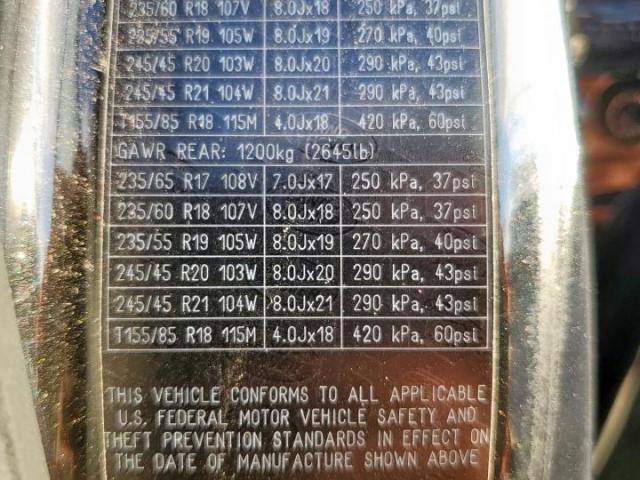 235/60 R18 107V 8.0Jx18 250 kPa, 37psi
235/55 R19 105W 8.0Jx19 270 kPa, 40psi
245/45 R20 103W 8.0Jx20 290 kPa, 43psi
245/45 R21 104W 8.0Jx21 290 kPa, 43psi
T155/85 R18 115M 4.0Jx18 420 kPa, 60psi
GAWR REAR: 1200kg (2645lb)
235/65 R17 108V 7.0Jx17 250 kPa, 37psi
235/60 R18 107V 8.0Jx18 250 kPa, 37psi
235/55 R19 105W 8.0Jx19 270 kPa, 40psi
245/45 R20 103W 8.0Jx20 290 kPa, 43psi
245/45 R21 104W 8.0Jx21 290 kPa, 43psi
T155/85 R18 115M 4.0Jx18 420 kPa, 60psi
THIS VEHICLE CONFORMS TO ALL APPLICABLE
U.S. FEDERAL MOTOR VEHICLE SAFETY AND
THEFT PREVENTION STANDARDS IN EFFECT ON
THE DATE OF MANUFACTURE SHOWN ABOVE